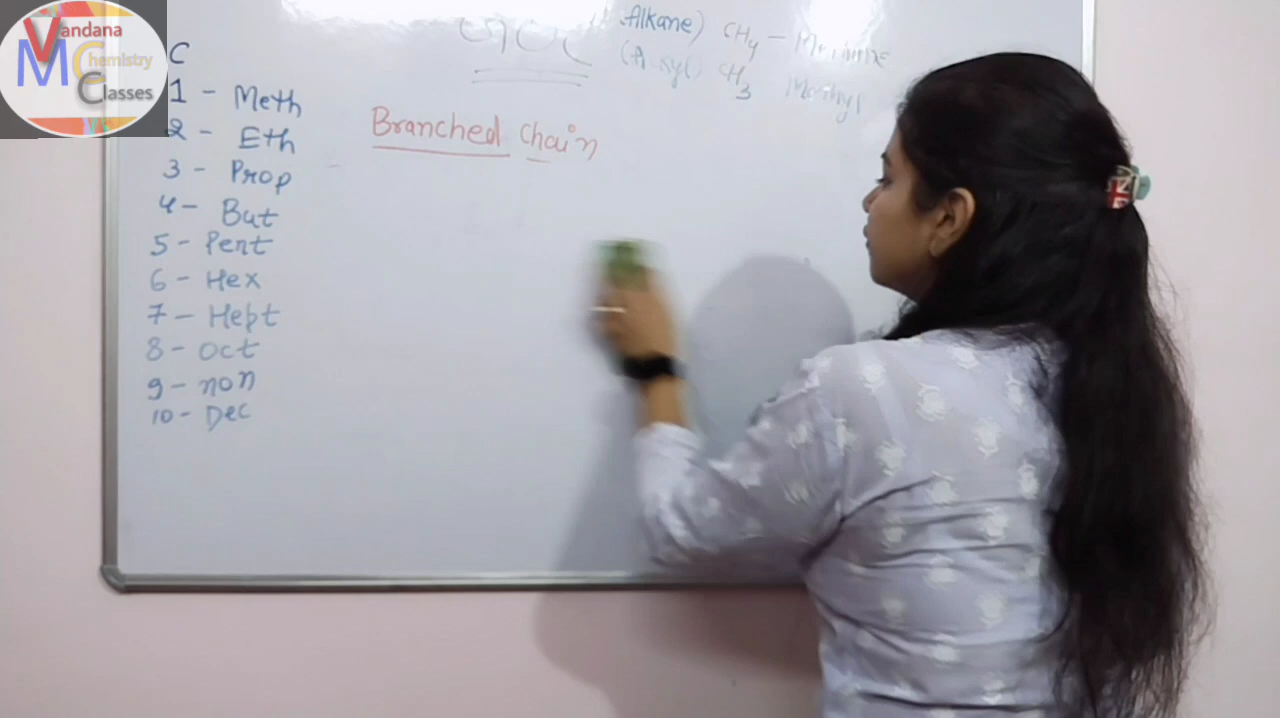 Vandana
Chemistry
Classes
C
1 - Meth
2 - Eth
3 - Prop
4 - But
5 - Pent
6 - Hex
7 - Hept
8 - Oct
9 - non
10 - Dec
Alkane) CH4 -
CH3
Branched Chain